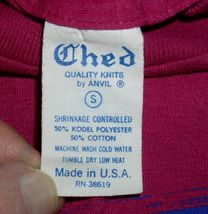 Ched
QUALITY KNITS
by ANVIL ®
S
SHRINKAGE CONTROLLED
50% KODEL POLYESTER
50% COTTON
MACHINE WASH COLD WATER
TUMBLE DRY LOW HEAT
Made in U.S.A.
RN-38619